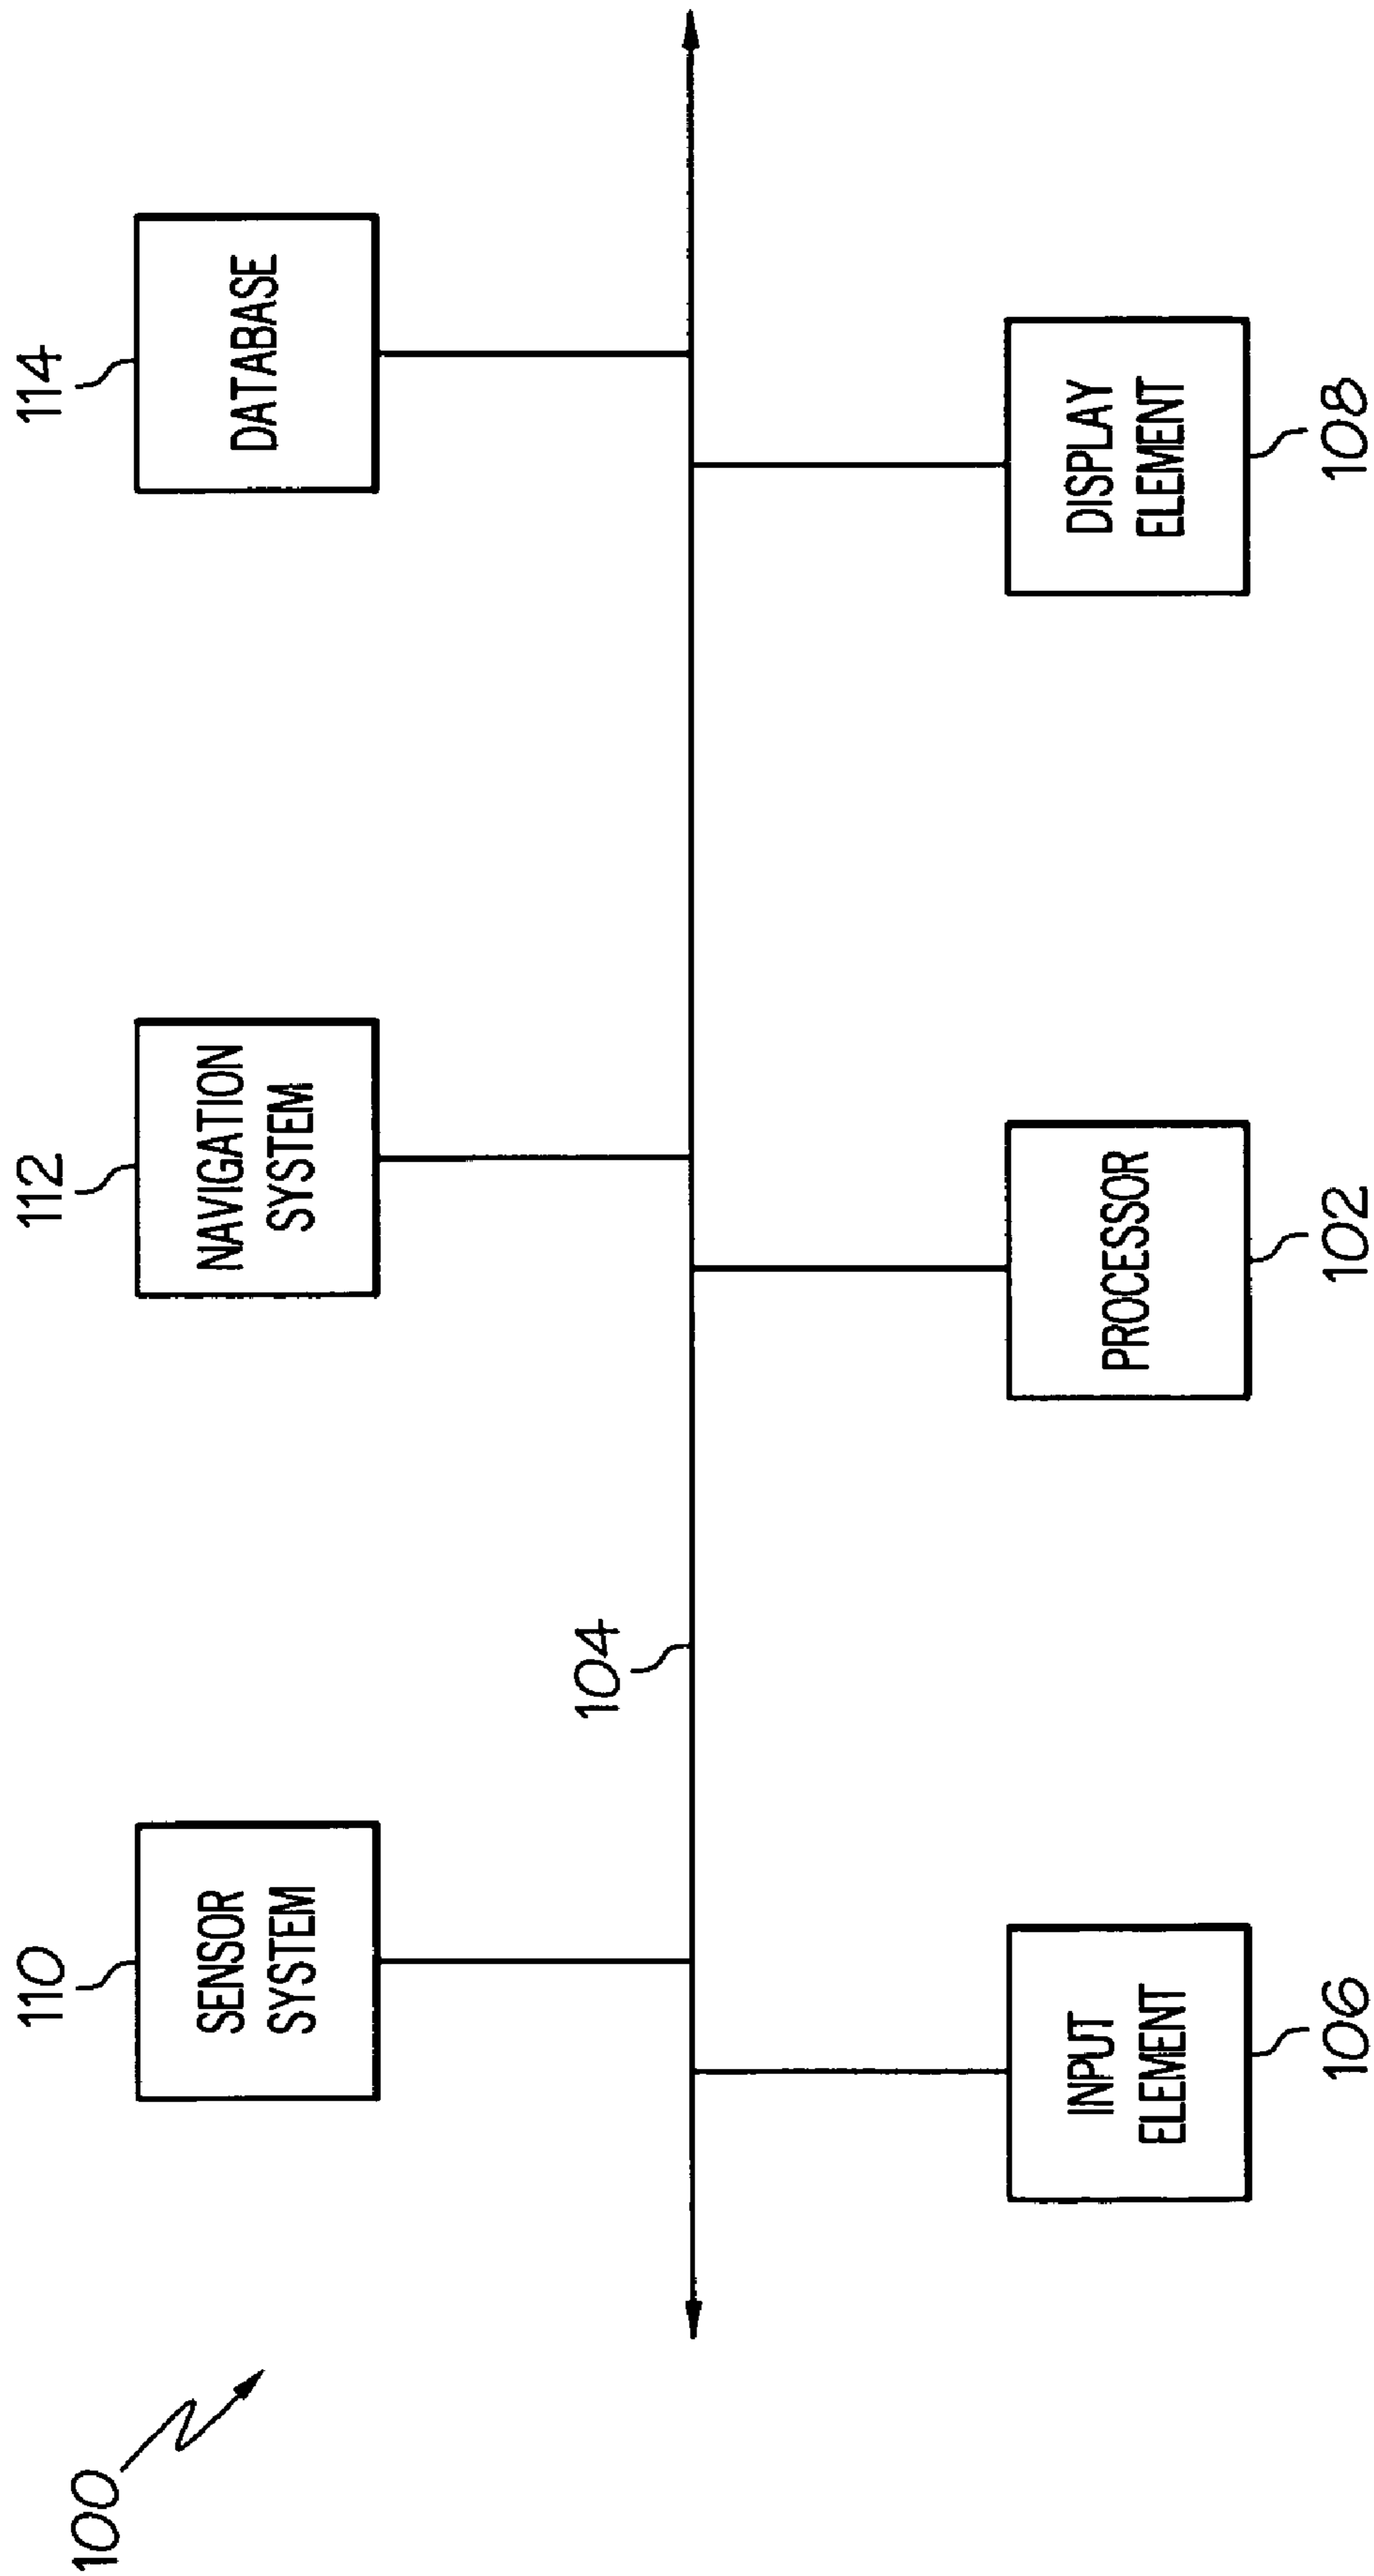 100
110
SENSOR
SYSTEM
112
NAVIGATION
SYSTEM
114
DATABASE
104
INPUT
ELEMENT
106
PROCESSOR
102
DISPLAY
ELEMENT
108